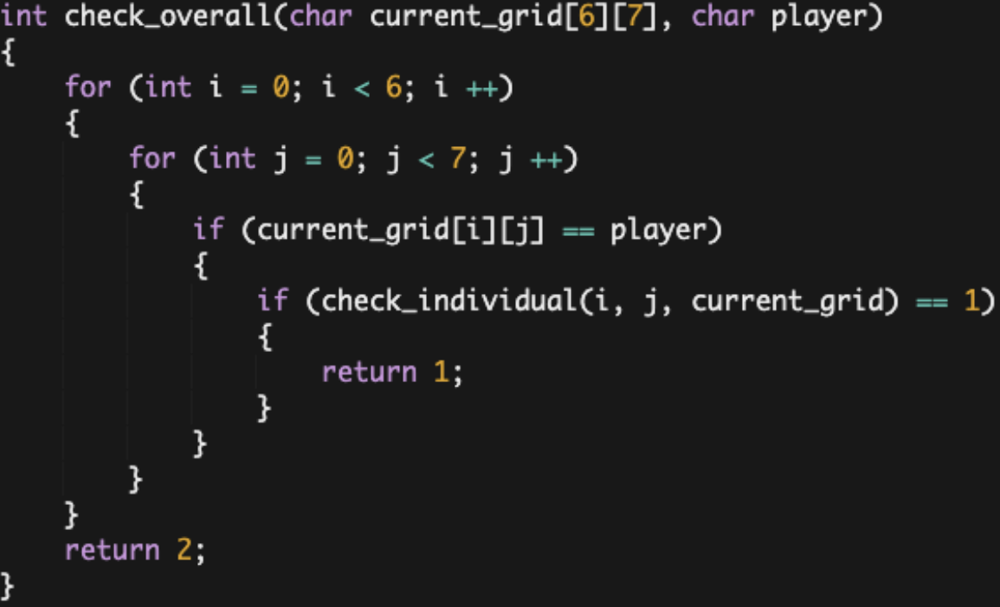 int check_overall(char current_grid[6][7], char player)
{
    for (int i = 0; i < 6; i ++)
    {
        for (int j = 0; j < 7; j ++)
        {
            if (current_grid[i][j] == player)
            {
                if (check_individual(i, j, current_grid) == 1)
                {
                    return 1;
                }
            }
        }
    }
    return 2;
}